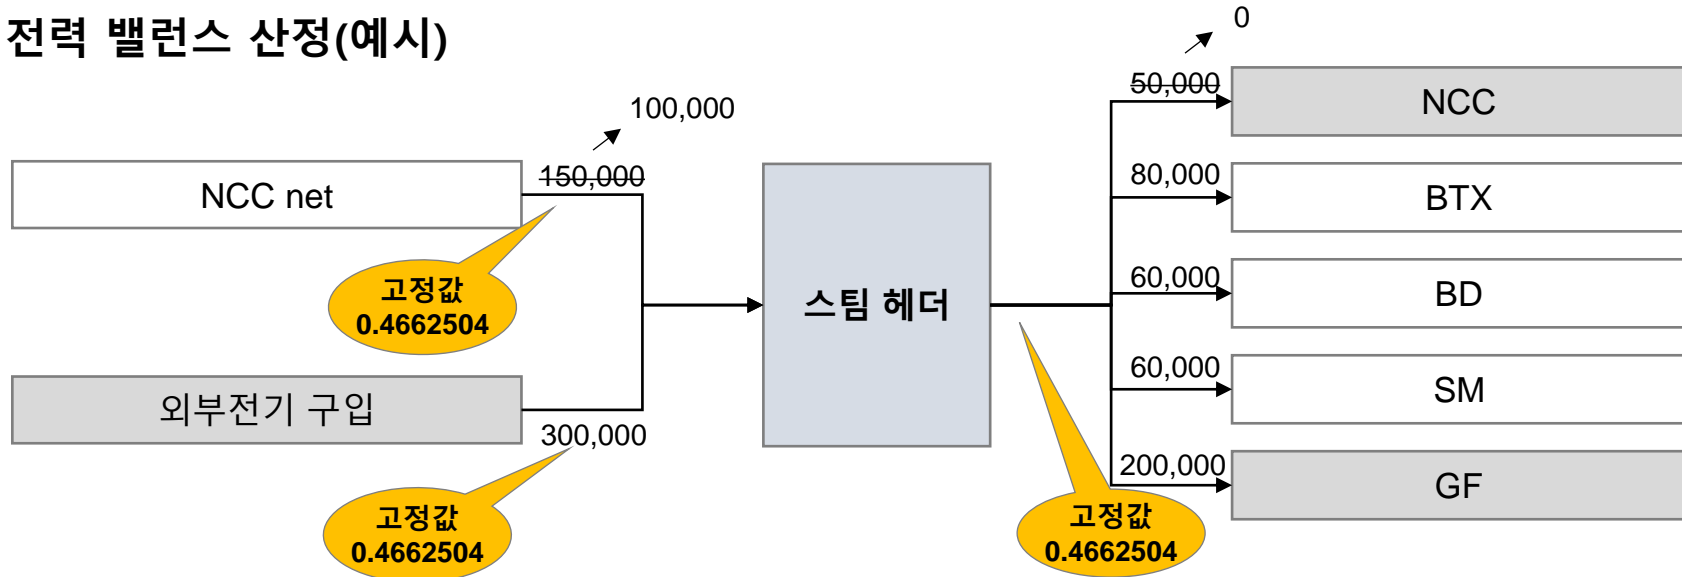 전력 밸런스 산정(예시)
0
50,000
NCC
100,000
150,000
NCC net
80,000
BTX
고정값
0.4662504
스팀 헤더
60,000
BD
외부전기 구입
300,000
60,000
SM
200,000
GF
고정값
0.4662504
고정값
0.4662504